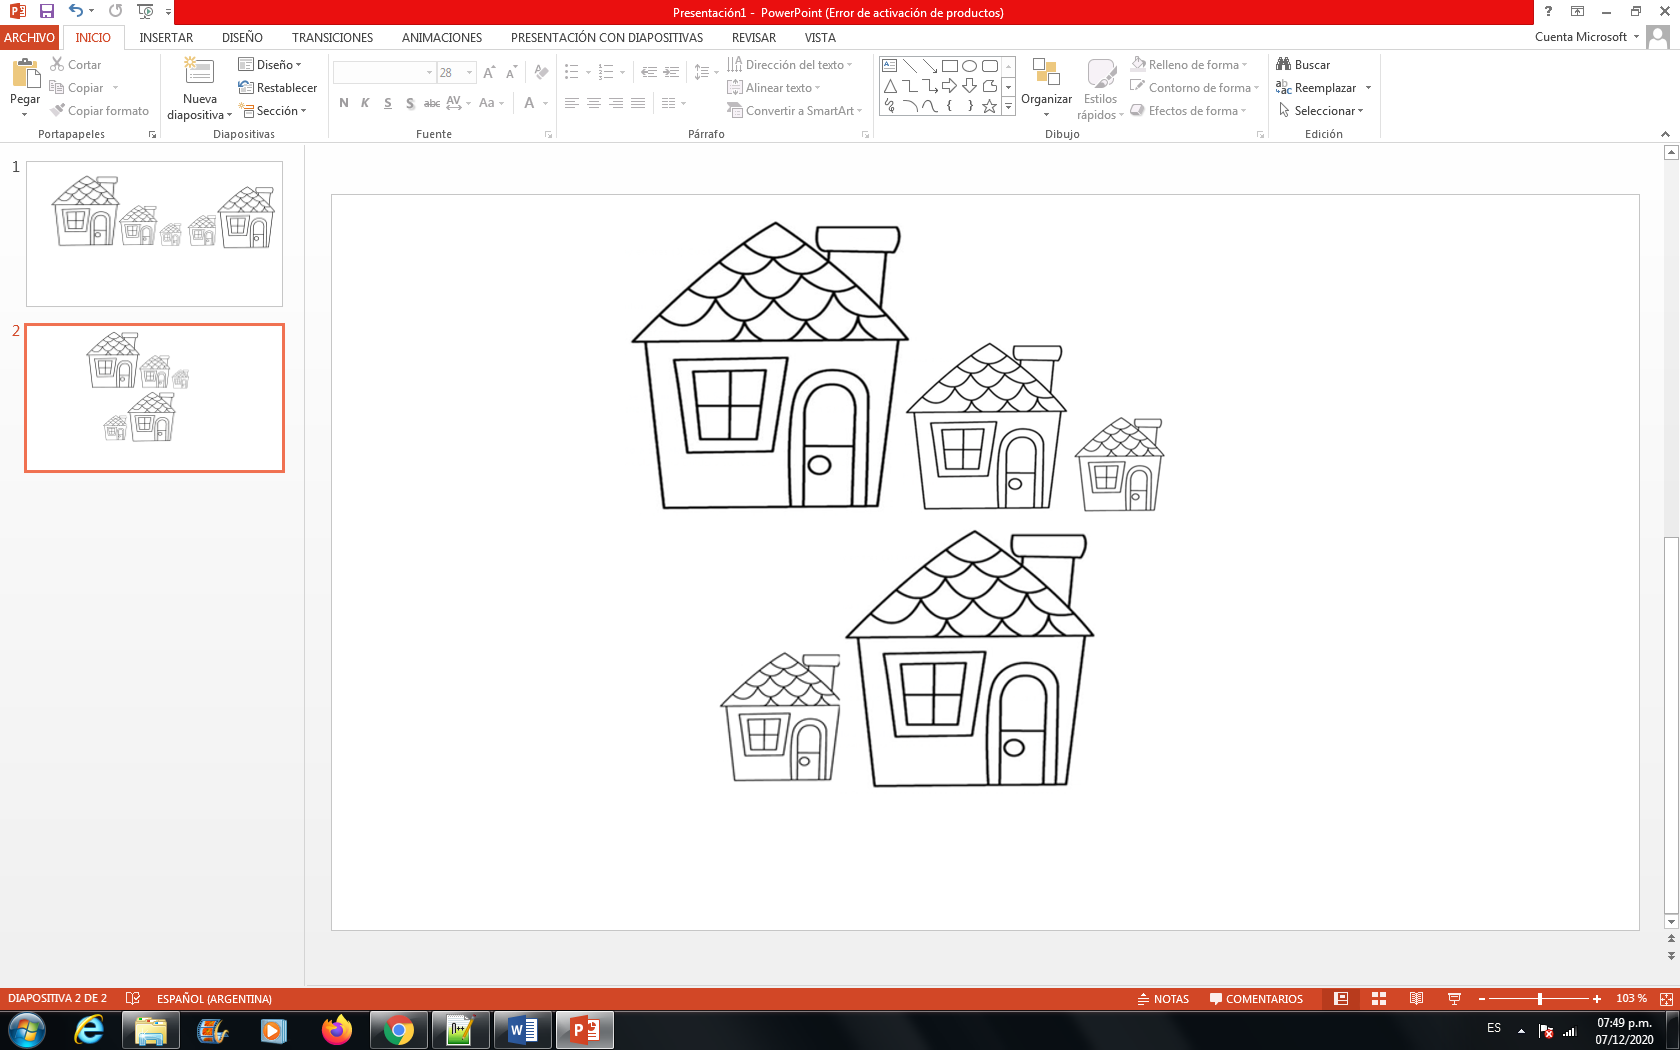 Presentación1 - PowerPoint (Error de activación de productos)
ARCHIVO INICIO INSERTAR DISEÑO TRANSICIONES ANIMACIONES PRESENTACIÓN CON DIAPOSITIVAS REVISAR VISTA Cuenta Microsoft
Pegar
Cortar
Copiar
Copiar formato
Portapapeles
Nueva diapositiva
Diseño
Restablecer
Sección
Diapositivas
28
N K S S abc AV Aa A
Fuente
Dirección del texto
Alinear texto
Convertir a SmartArt
Párrafo
Organizar
Estilos rápidos
Relleno de forma
Contorno de forma
Efectos de forma
Dibujo
Buscar
Reemplazar
Seleccionar
Edición
1
2
DIAPOSITIVA 2 DE 2 ESPAÑOL (ARGENTINA) NOTAS COMENTARIOS 103 %
ES 07:49 p.m.
07/12/2020